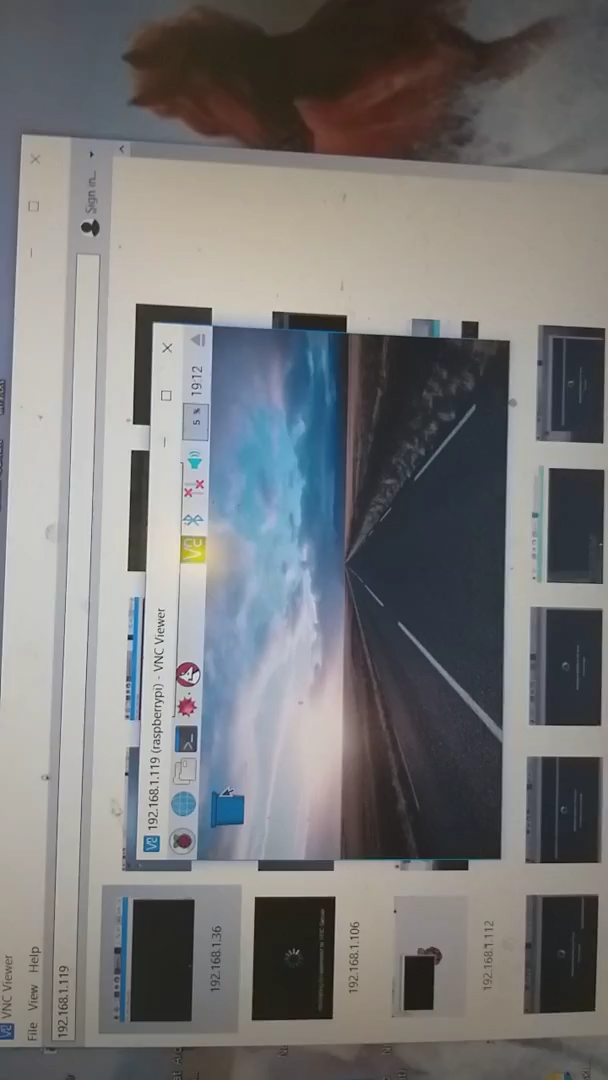 VNC Viewer
File View Help
192.168.1.119
Sign in...
192.168.1.119 (raspberrypi) - VNC Viewer
5 %
19:12
192.168.1.36
192.168.1.106
192.168.1.112